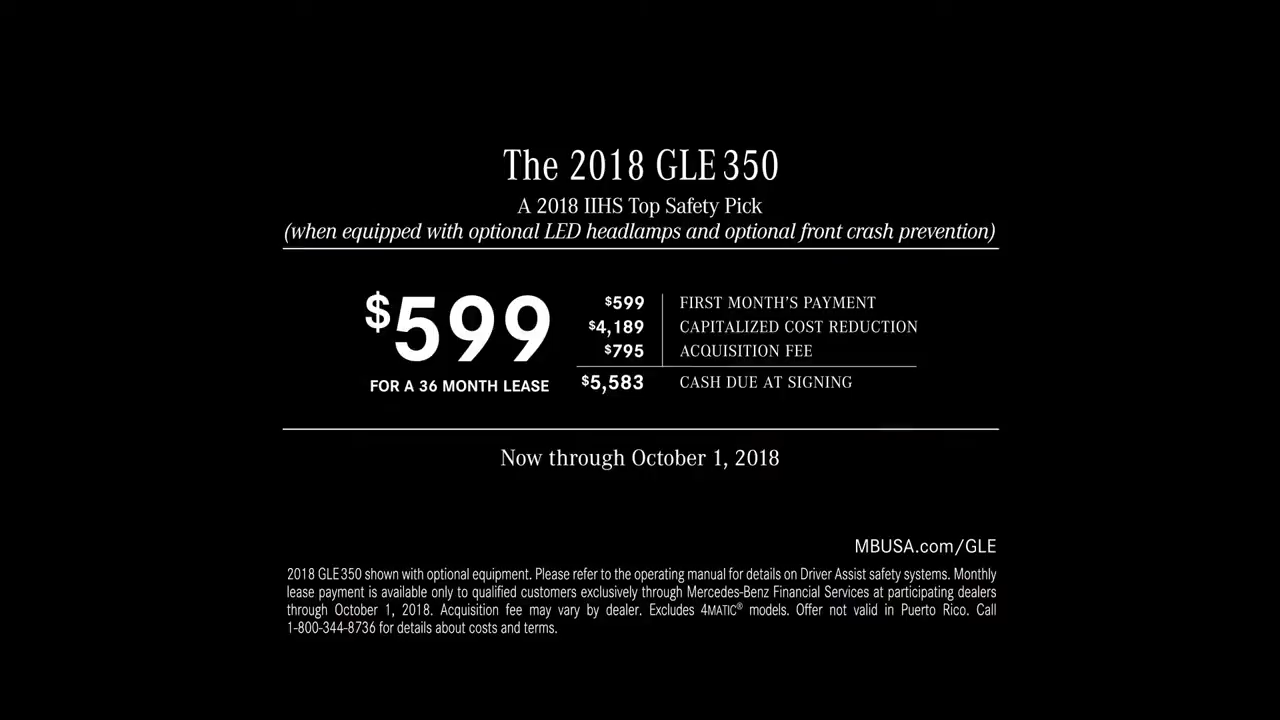 The 2018 GLE 350
A 2018 IIHS Top Safety Pick
(when equipped with optional LED headlamps and optional front crash prevention)
$599
FOR A 36 MONTH LEASE
$599 FIRST MONTH'S PAYMENT
$4,189 CAPITALIZED COST REDUCTION
$795 ACQUISITION FEE
$5,583 CASH DUE AT SIGNING
Now through October 1, 2018
MBUSA.com/GLE
2018 GLE350 shown with optional equipment. Please refer to the operating manual for details on Driver Assist safety systems. Monthly
lease payment is available only to qualified customers exclusively through Mercedes-Benz Financial Services at participating dealers
through October 1, 2018. Acquisition fee may vary by dealer. Excludes 4MATIC® models. Offer not valid in Puerto Rico. Call
1-800-344-8736 for details about costs and terms.